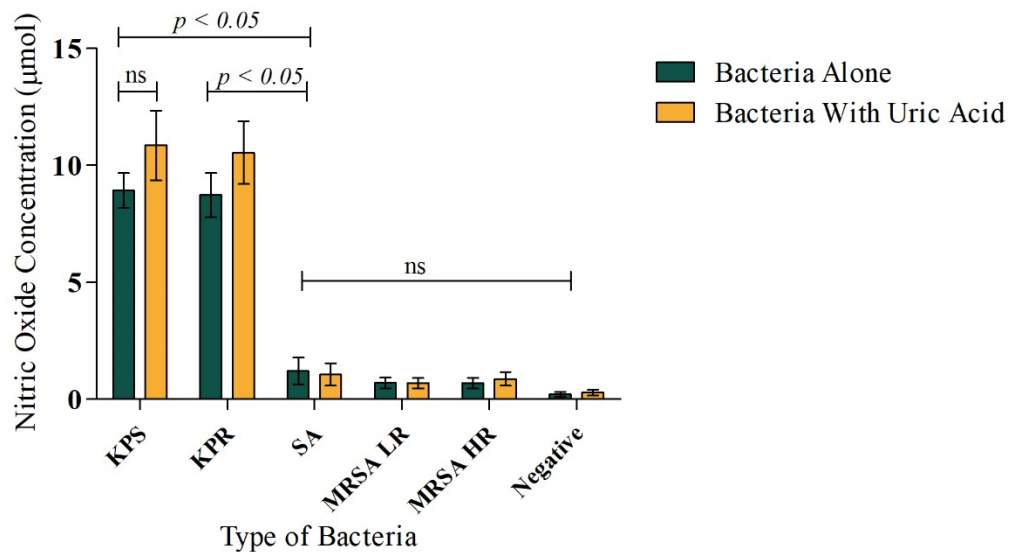 p < 0.05
ns
p < 0.05
ns
Nitric Oxide Concentration (μmol)
15
10
5
0
KPS
KPR
SA
MRSA LR
MRSA HR
Negative
Type of Bacteria
Bacteria Alone
Bacteria With Uric Acid